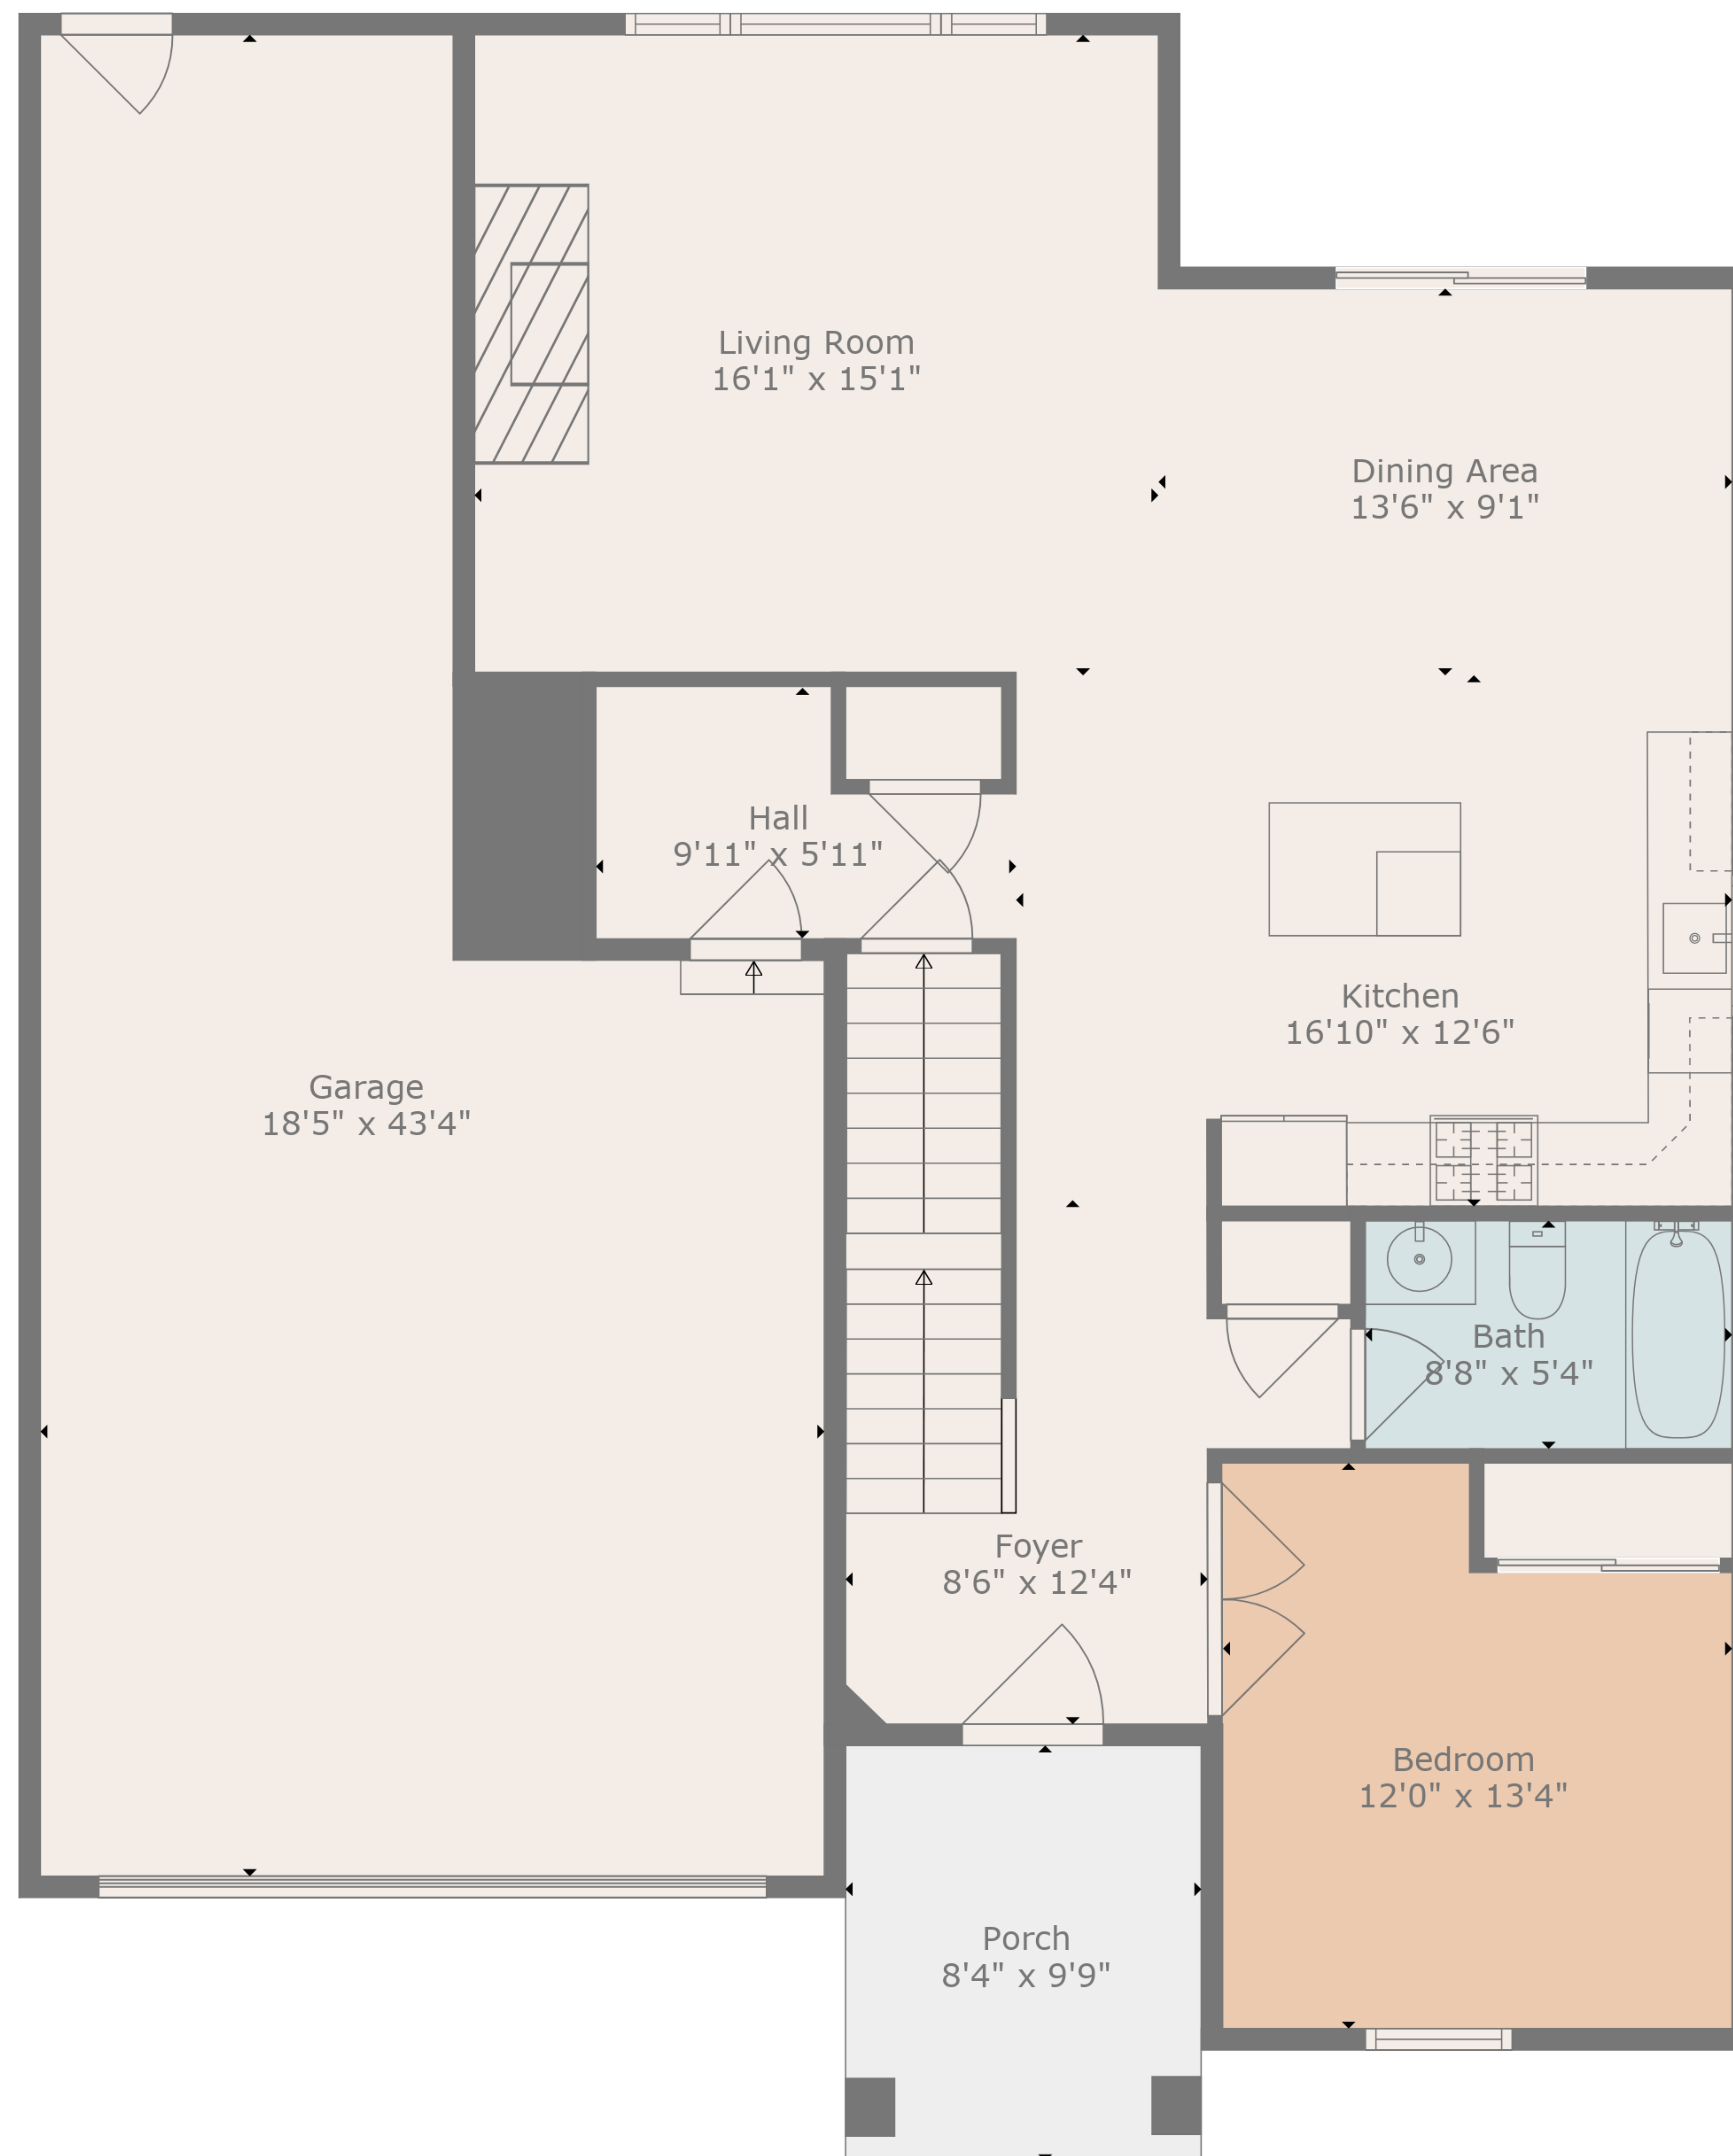 Living Room
16'1" x 15'1"
Dining Area
13'6" x 9'1"
Hall
9'11" x 5'11"
Kitchen
16'10" x 12'6"
Garage
18'5" x 43'4"
Bath
8'8" x 5'4"
Foyer
8'6" x 12'4"
Bedroom
12'0" x 13'4"
Porch
8'4" x 9'9"